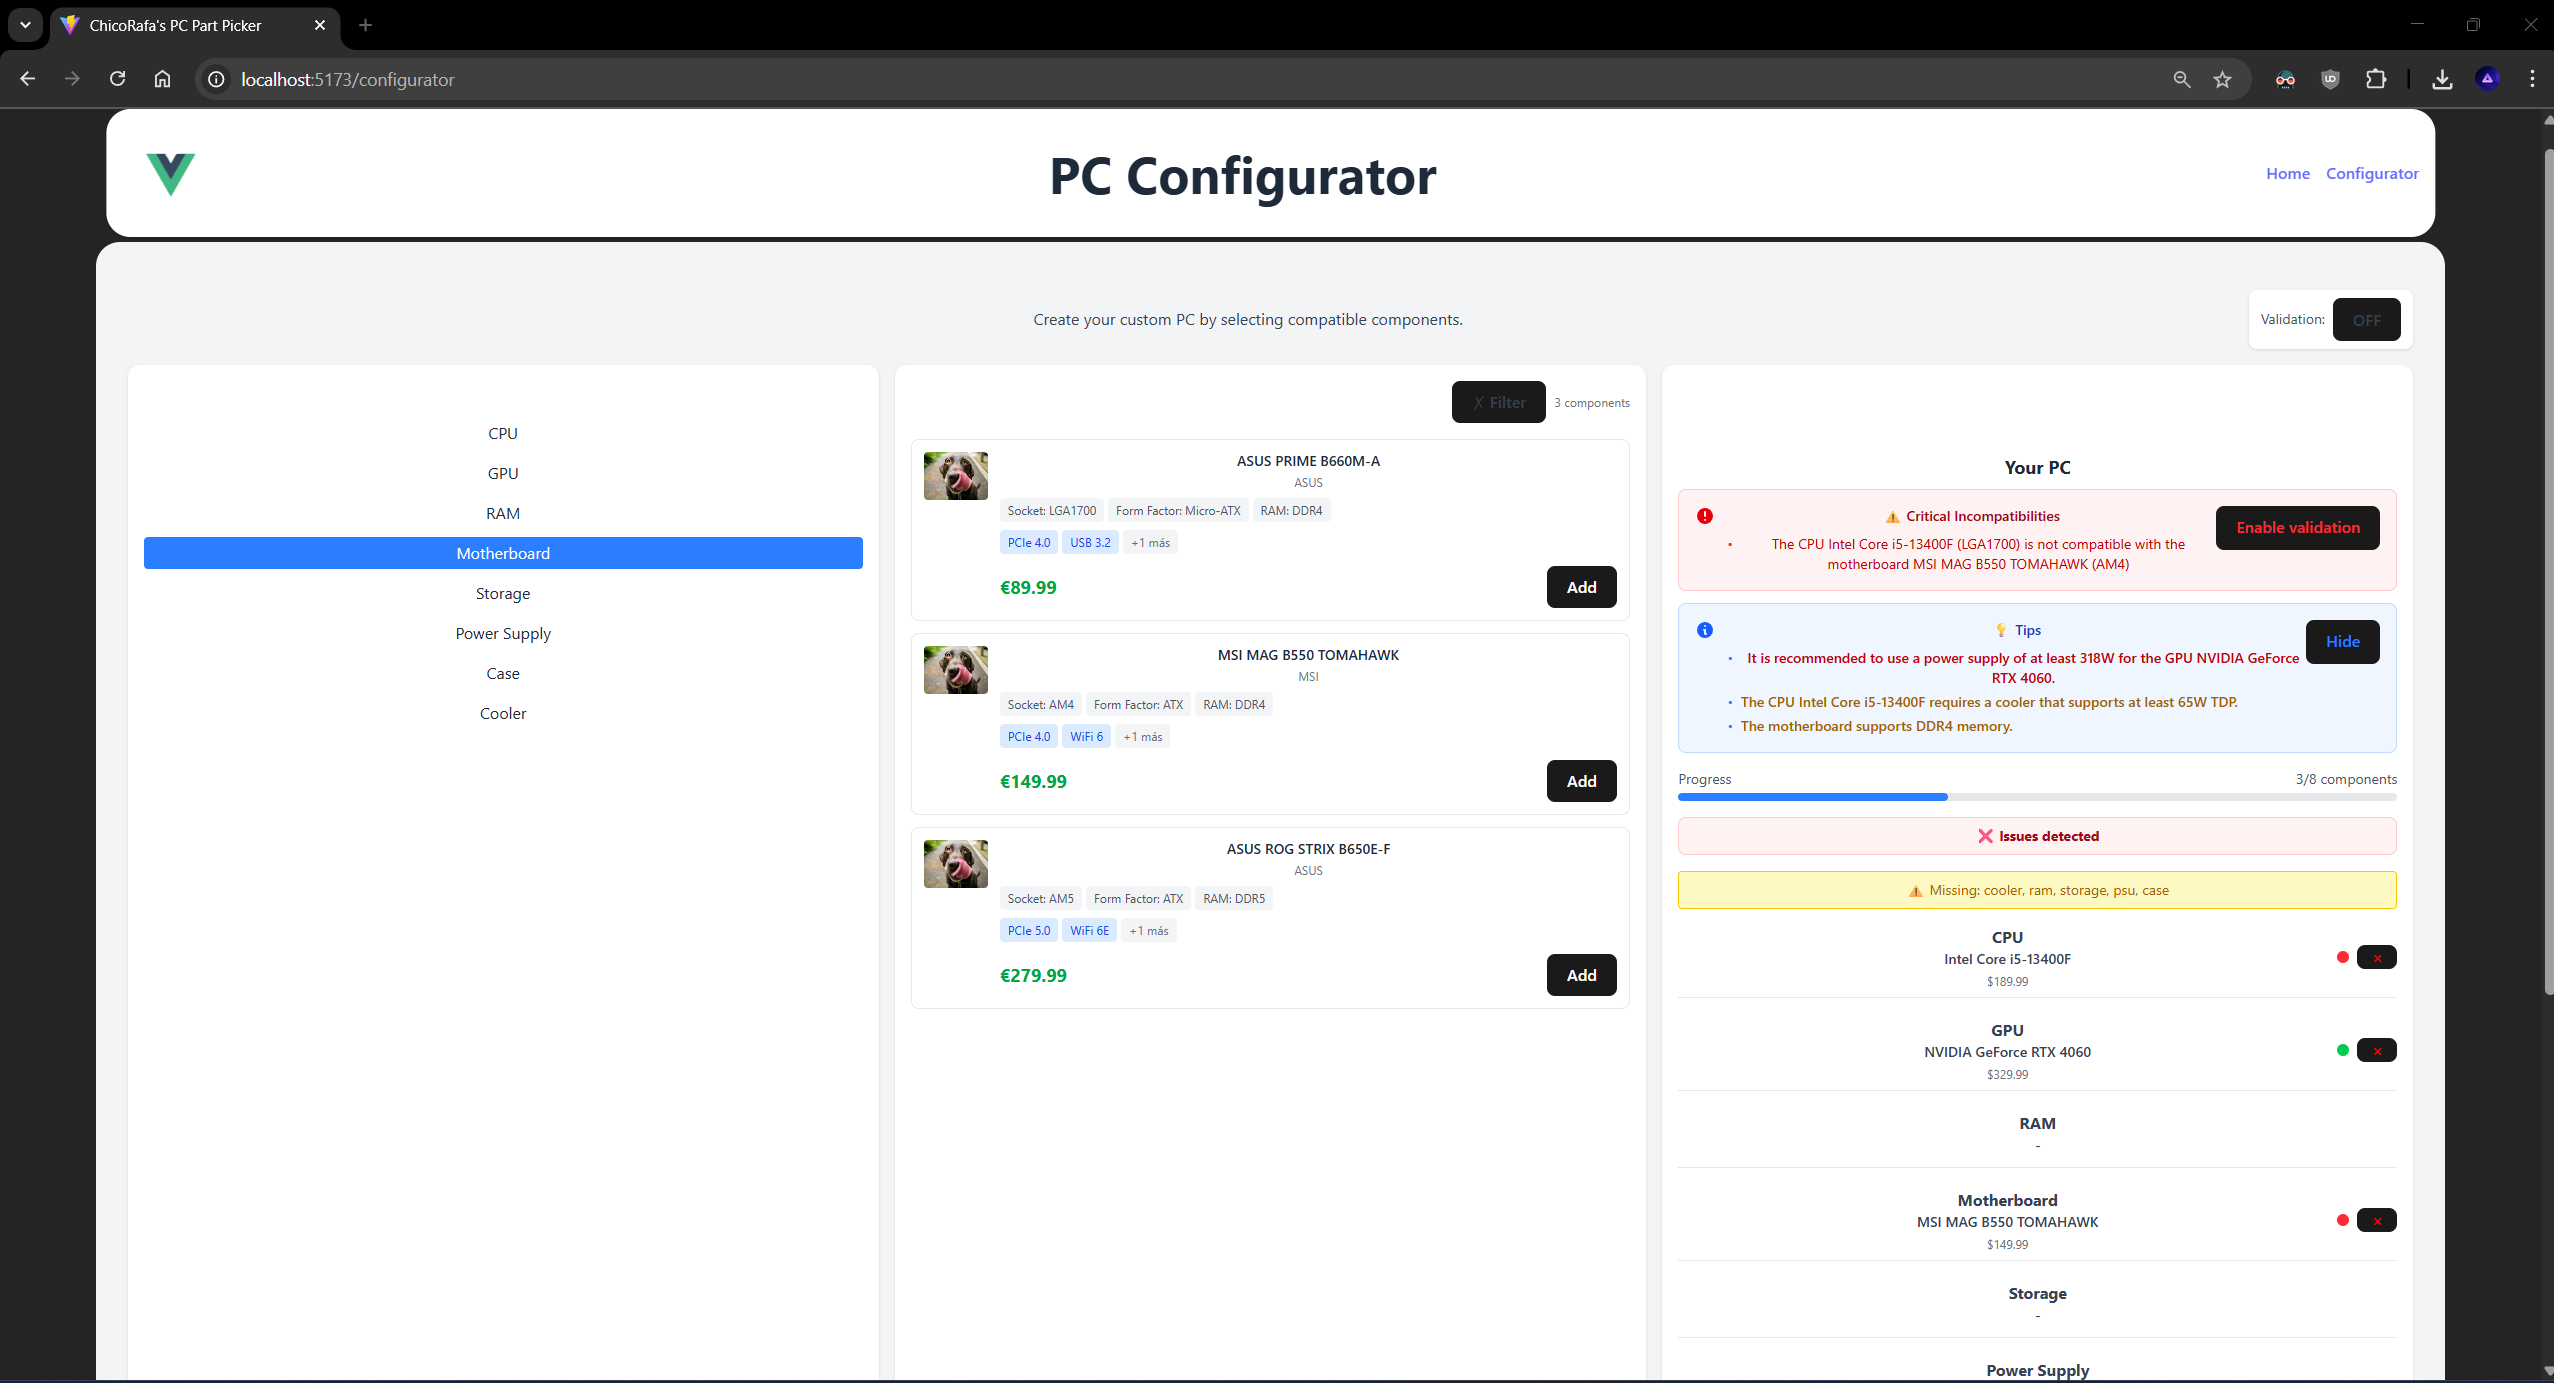 ChicoRafa's PC Part Picker
localhost:5173/configurator
PC Configurator
Home Configurator
Create your custom PC by selecting compatible components.
Validation: OFF
CPU
GPU
RAM
Motherboard
Storage
Power Supply
Case
Cooler
✗ Filter 3 components
ASUS PRIME B660M-A
ASUS
Socket: LGA1700 Form Factor: Micro-ATX RAM: DDR4
PCIe 4.0 USB 3.2 +1 más
€89.99 Add
MSI MAG B550 TOMAHAWK
MSI
Socket: AM4 Form Factor: ATX RAM: DDR4
PCIe 4.0 WiFi 6 +1 más
€149.99 Add
ASUS ROG STRIX B650E-F
ASUS
Socket: AM5 Form Factor: ATX RAM: DDR5
PCIe 5.0 WiFi 6E +1 más
€279.99 Add
Your PC
⚠️ Critical Incompatibilities
Enable validation
• The CPU Intel Core i5-13400F (LGA1700) is not compatible with the
motherboard MSI MAG B550 TOMAHAWK (AM4)
💡 Tips
Hide
• It is recommended to use a power supply of at least 318W for the GPU NVIDIA GeForce
RTX 4060.
• The CPU Intel Core i5-13400F requires a cooler that supports at least 65W TDP.
• The motherboard supports DDR4 memory.
Progress 3/8 components
❌ Issues detected
⚠️ Missing: cooler, ram, storage, psu, case
CPU
Intel Core i5-13400F
$189.99
×
GPU
NVIDIA GeForce RTX 4060
$329.99
×
RAM
-
Motherboard
MSI MAG B550 TOMAHAWK
$149.99
×
Storage
-
Power Supply